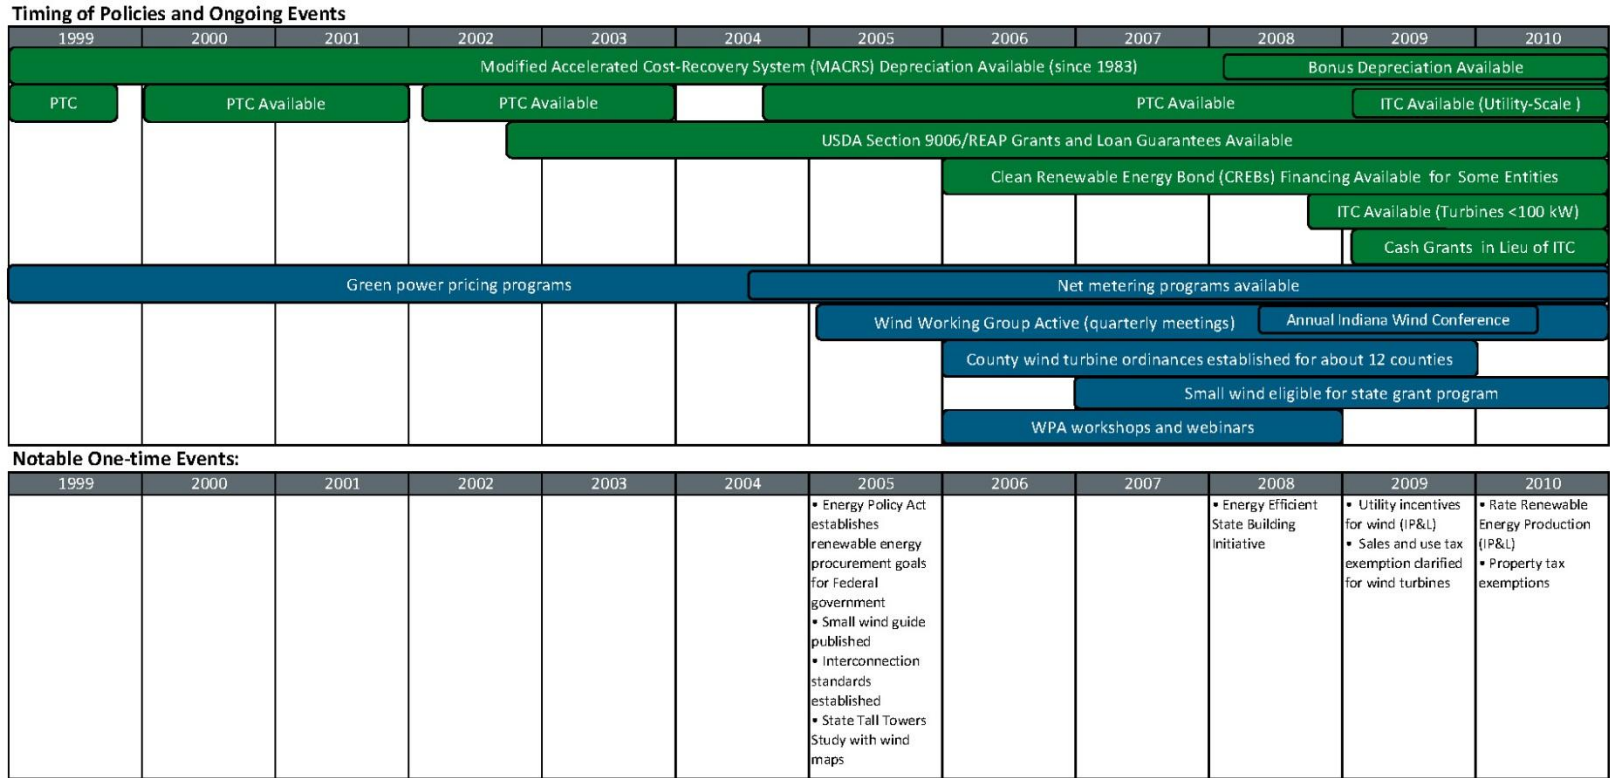 Timing of Policies and Ongoing Events
1999 2000 2001 2002 2003 2004 2005 2006 2007 2008 2009 2010
Modified Accelerated Cost-Recovery System (MACRS) Depreciation Available (since 1983) Bonus Depreciation Available
PTC PTC Available PTC Available PTC Available ITC Available (Utility-Scale )
USDA Section 9006/REAP Grants and Loan Guarantees Available
Clean Renewable Energy Bond (CREBs) Financing Available for Some Entities
ITC Available (Turbines <100 kW)
Cash Grants in Lieu of ITC
Green power pricing programs Net metering programs available
Wind Working Group Active (quarterly meetings) Annual Indiana Wind Conference
County wind turbine ordinances established for about 12 counties
Small wind eligible for state grant program
WPA workshops and webinars
Notable One-time Events:
1999 2000 2001 2002 2003 2004 2005 2006 2007 2008 2009 2010
• Energy Policy Act
establishes
renewable energy
procurement goals
for Federal
government
• Small wind guide
published
• Interconnection
standards
established
• State Tall Towers
Study with wind
maps
• Energy Efficient
State Building
Initiative
• Utility incentives
for wind (IP&L)
• Sales and use tax
exemption clarified
for wind turbines
• Rate Renewable
Energy Production
(IP&L)
• Property tax
exemptions